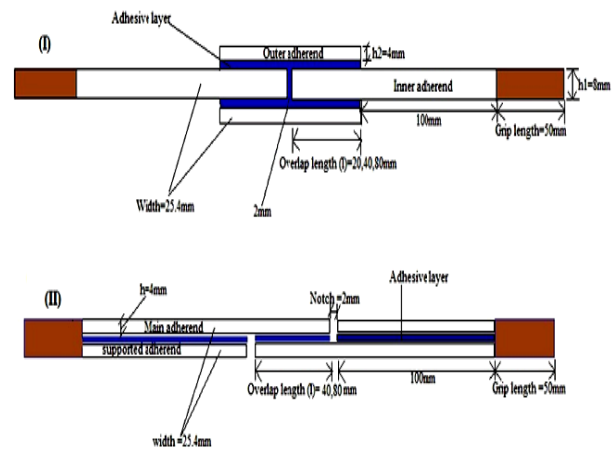 Adhesive layer
(I)
Outer adherend
h2=4mm
Inner adherend
h1=8mm
100mm
Grip length=50mm
Overlap length (I)=20,40,80mm
Width=25.4mm
2mm
(II)
h=4mm
Notch =2mm
Adhesive layer
Main adherend
supported adherend
Overlap length (I)= 40,80mm
100mm
Grip length=50mm
width =25.4mm